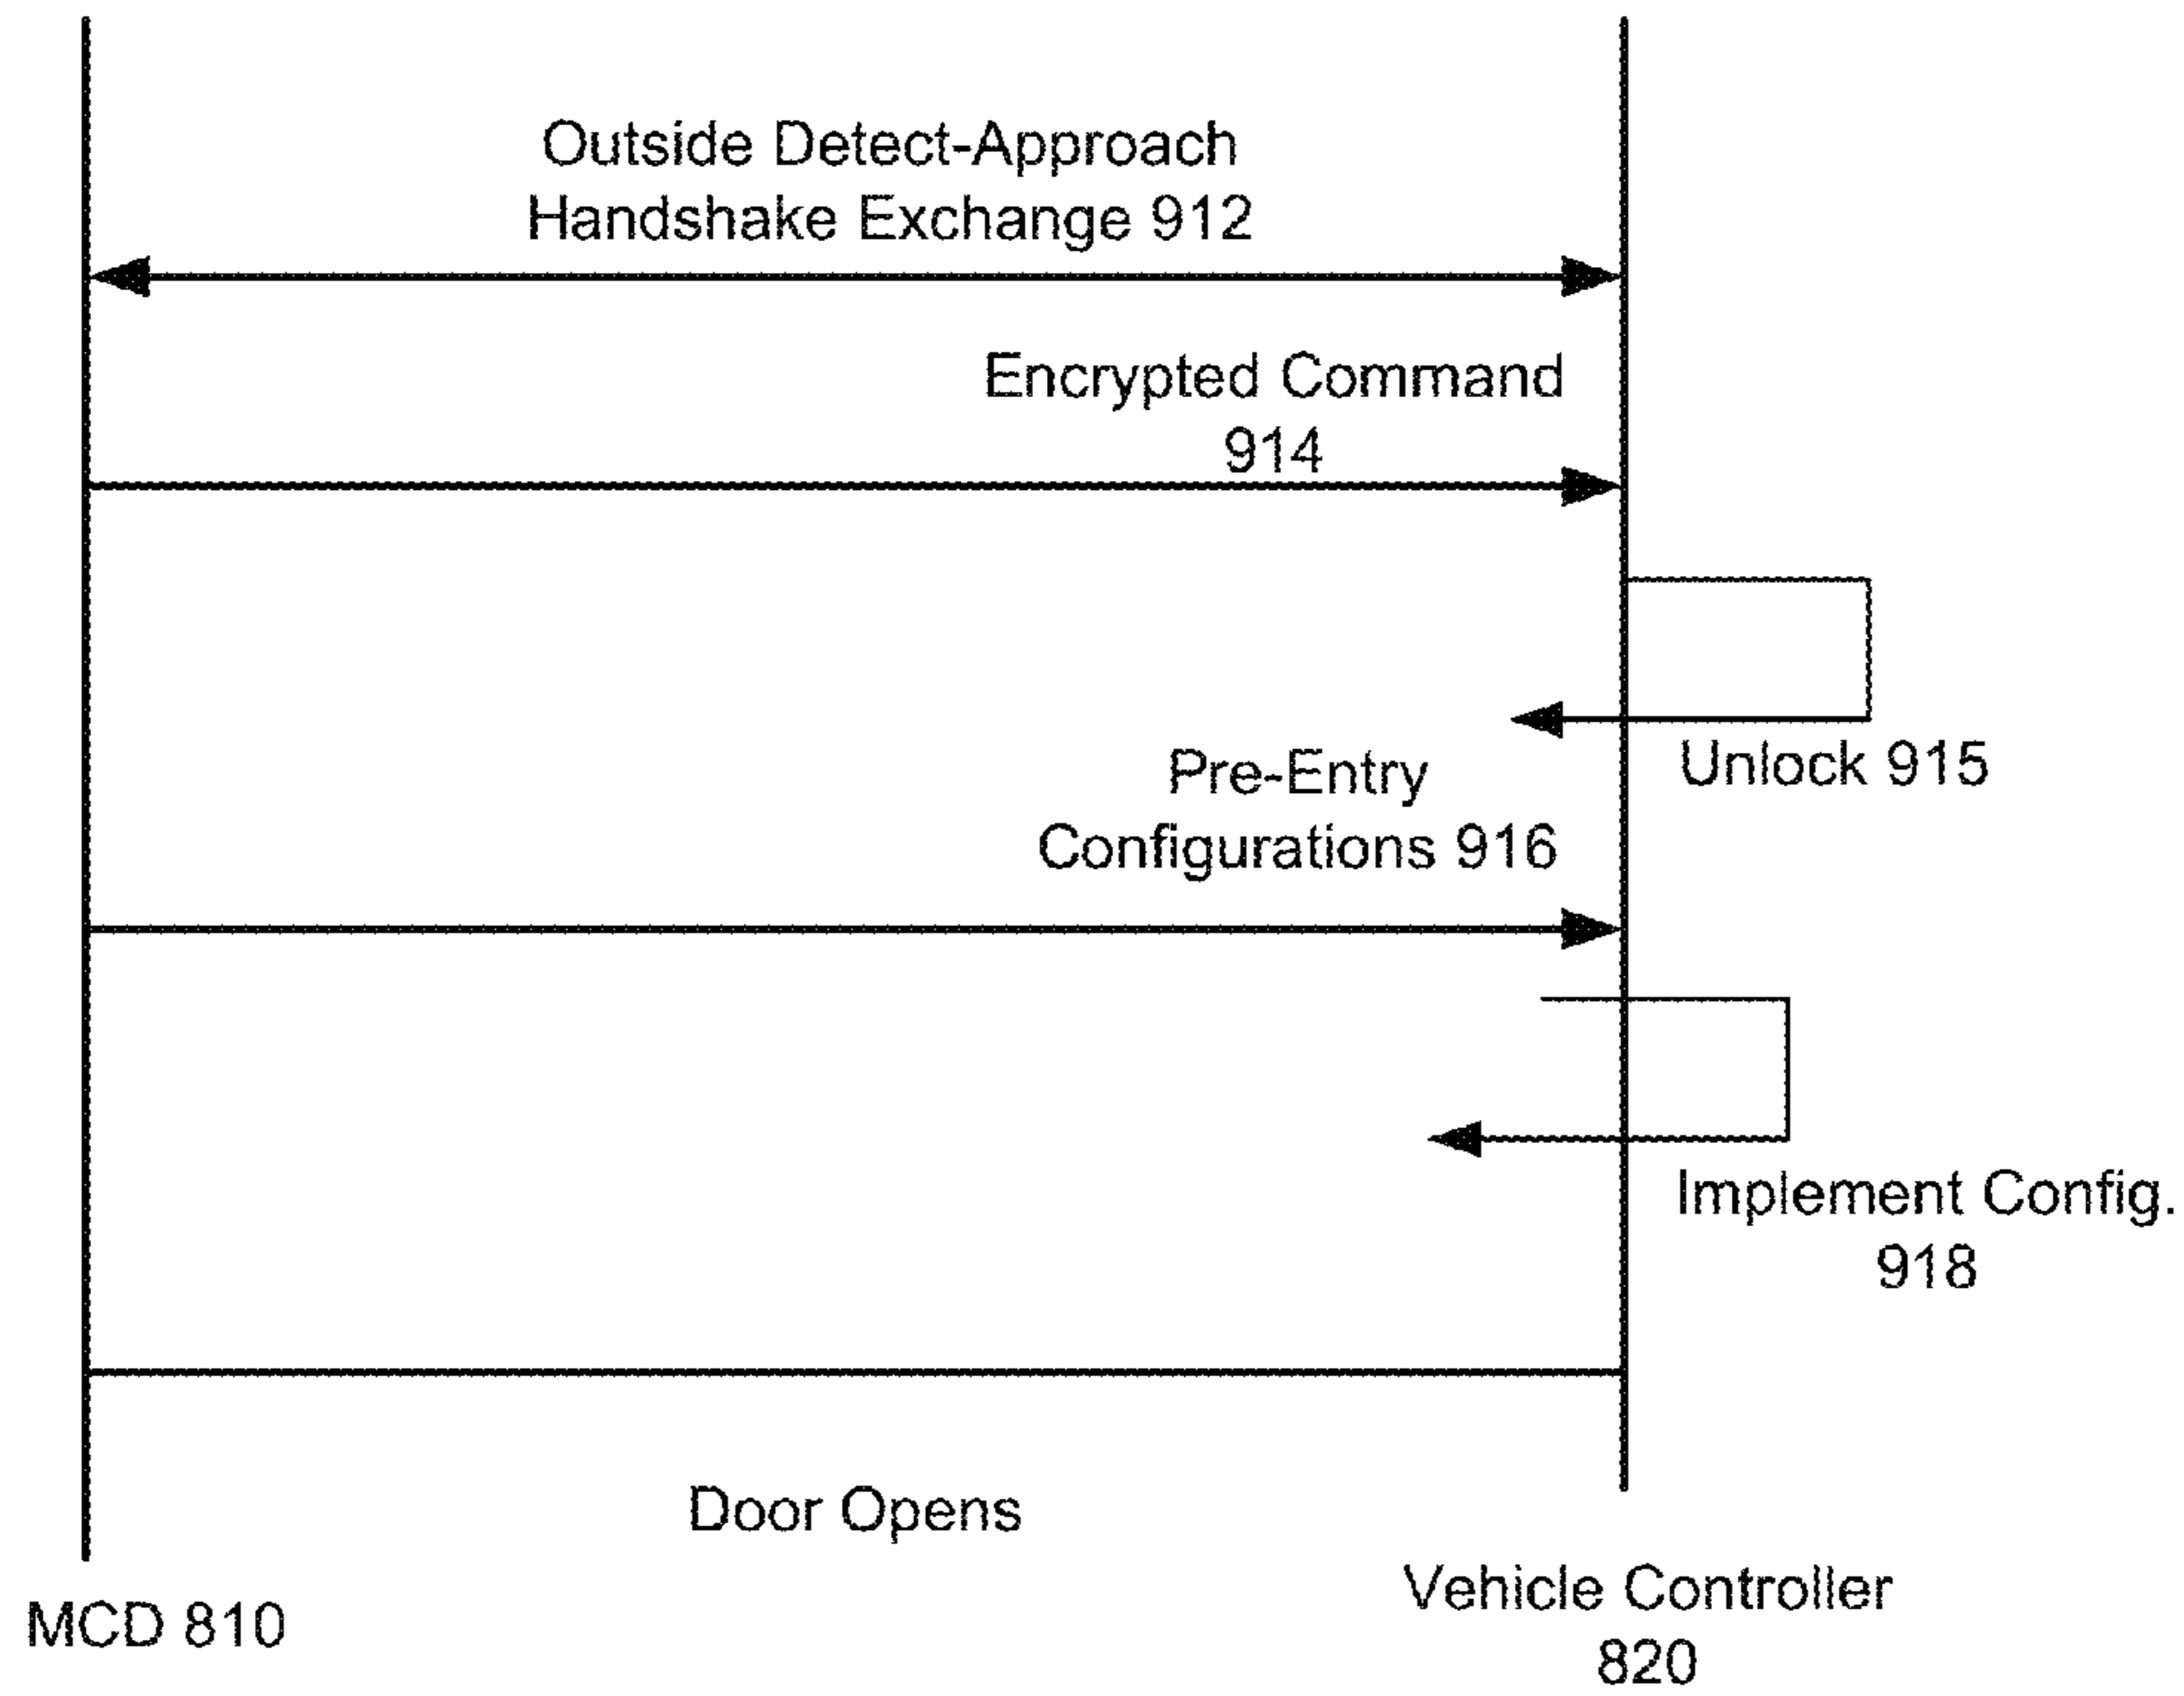 Outside Detect-Approach
Handshake Exchange 912
Encrypted Command
914
Unlock 915
Pre-Entry
Configurations 916
Implement Config.
918
Door Opens
MCD 810
Vehicle Controller
820